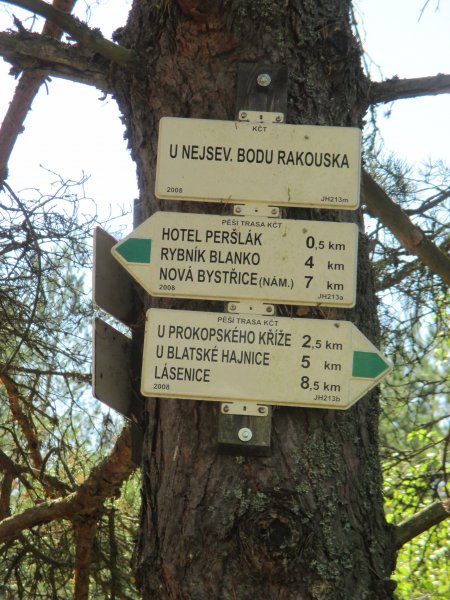 KČT
U NEJSEV. BODU RAKOUSKA
2008 JH213m
PĚŠÍ TRASA KČT
HOTEL PERŠLÁK 0,5 KM
RYBNÍK BLANKO 4 KM
NOVÁ BYSTŘICE (NÁM.) 7 KM
2008 JH213a
PĚŠÍ TRASA KČT
U PROKOPSKÉHO KŘÍŽE 2,5 KM
U BLATSKÉ HAJNICE 5 KM
LÁSENICE 8,5 KM
2008 JH213b